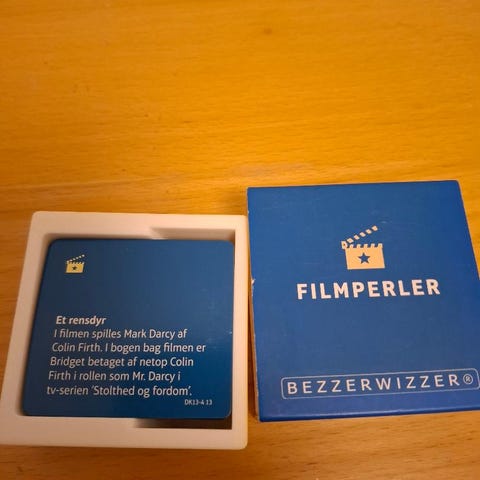 Et rensdyr
I filmen spilles Mark Darcy af
Colin Firth. I bogen bag filmen er
Bridget betaget af netop Colin
Firth i rollen som Mr. Darcy i
tv-serien 'Stolthed og fordom'.
DK13-4 13
FILMPERLER
BEZZERWIZZER®